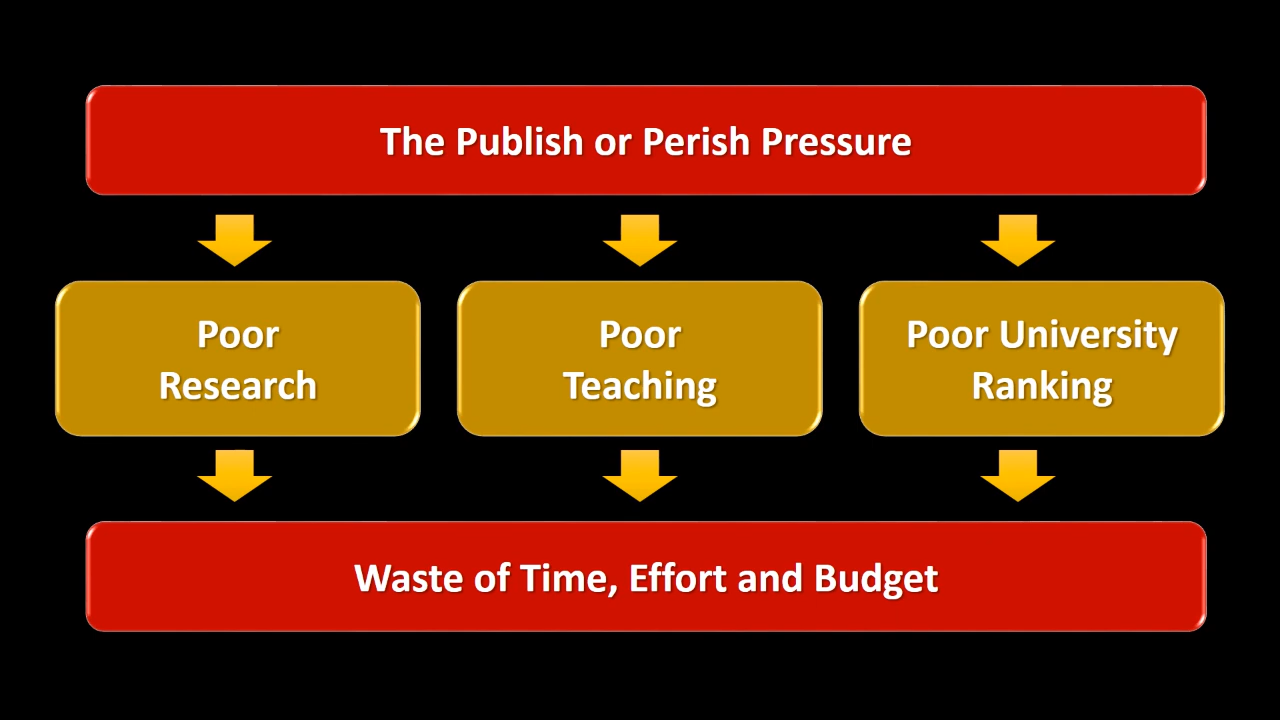 The Publish or Perish Pressure
Poor
Research
Poor
Teaching
Poor University
Ranking
Waste of Time, Effort and Budget